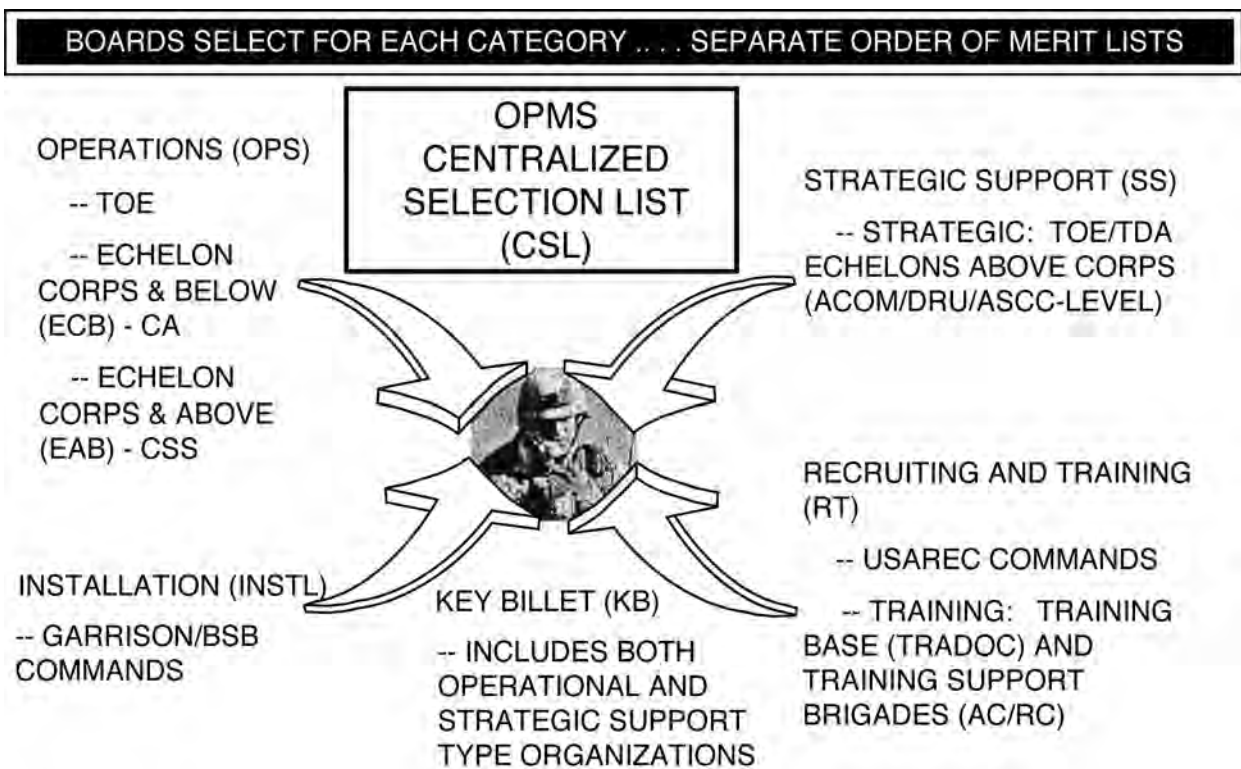 BOARDS SELECT FOR EACH CATEGORY .. . . SEPARATE ORDER OF MERIT LISTS
OPMS
CENTRALIZED
SELECTION LIST
(CSL)
OPERATIONS (OPS)
-- TOE
-- ECHELON
CORPS & BELOW
(ECB) - CA
-- ECHELON
CORPS & ABOVE
(EAB) - CSS
STRATEGIC SUPPORT (SS)
-- STRATEGIC: TOE/TDA
ECHELONS ABOVE CORPS
(ACOM/DRU/ASCC-LEVEL)
INSTALLATION (INSTL)
-- GARRISON/BSB
COMMANDS
KEY BILLET (KB)
-- INCLUDES BOTH
OPERATIONAL AND
STRATEGIC SUPPORT
TYPE ORGANIZATIONS
RECRUITING AND TRAINING
(RT)
-- USAREC COMMANDS
-- TRAINING: TRAINING
BASE (TRADOC) AND
TRAINING SUPPORT
BRIGADES (AC/RC)